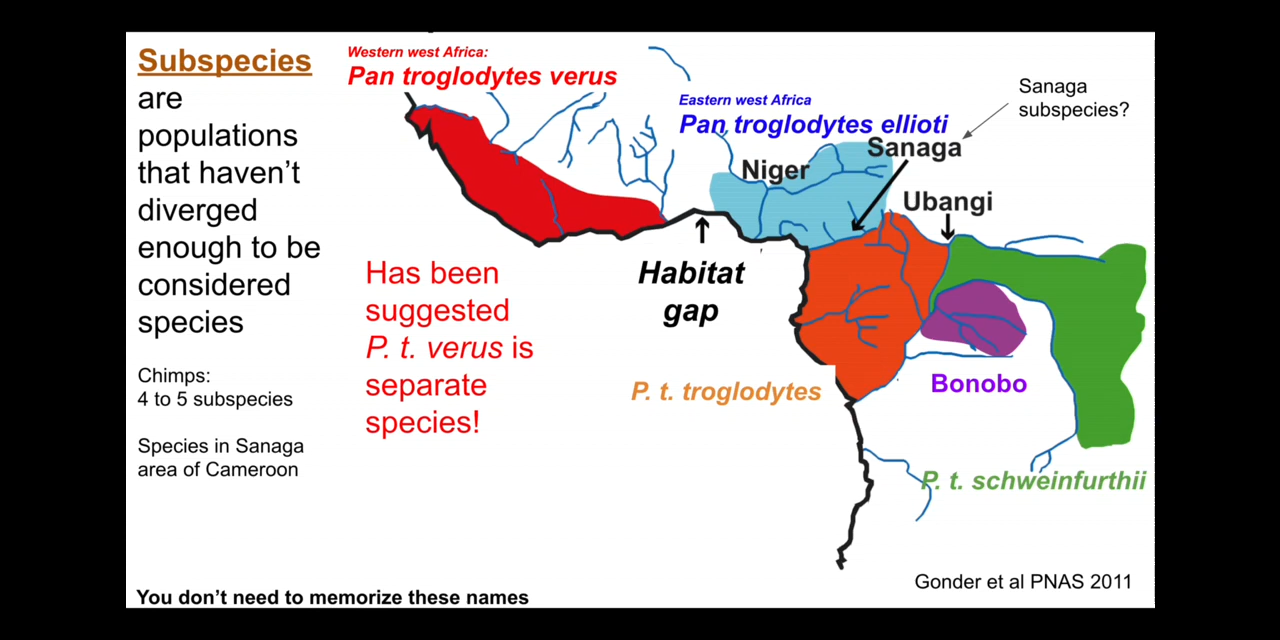 Subspecies
are
populations
that haven't
diverged
enough to be
considered
species
Chimps:
4 to 5 subspecies
Species in Sanaga
area of Cameroon
You don't need to memorize these names
Western west Africa:
Pan troglodytes verus
Has been
suggested
P. t. verus is
separate
species!
Eastern west Africa
Pan troglodytes ellioti
Sanaga
subspecies?
Niger
Sanaga
Ubangi
Habitat
gap
P. t. troglodytes
Bonobo
P. t. schweinfurthii
Gonder et al PNAS 2011